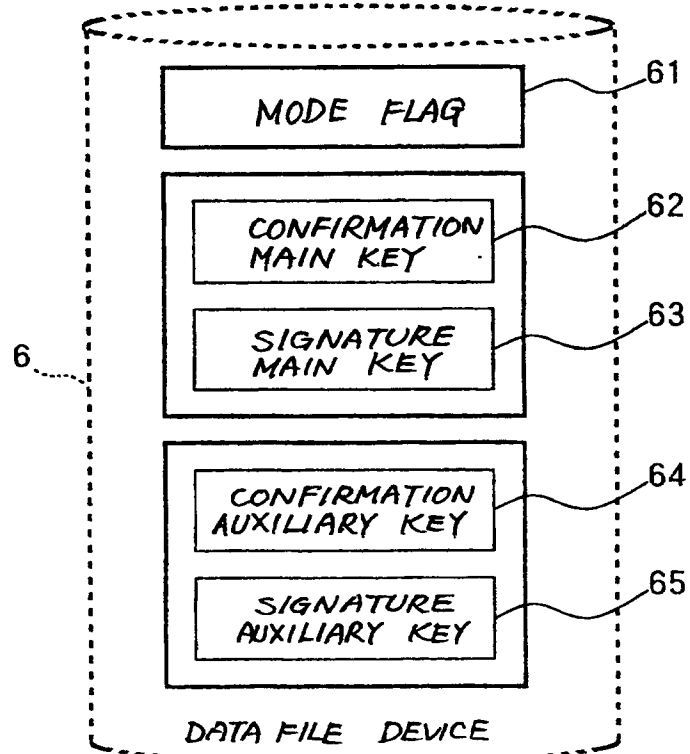 61
MODE FLAG
62
CONFIRMATION
MAIN KEY
63
SIGNATURE
MAIN KEY
6
64
CONFIRMATION
AUXILIARY KEY
65
SIGNATURE
AUXILIARY KEY
DATA FILE DEVICE